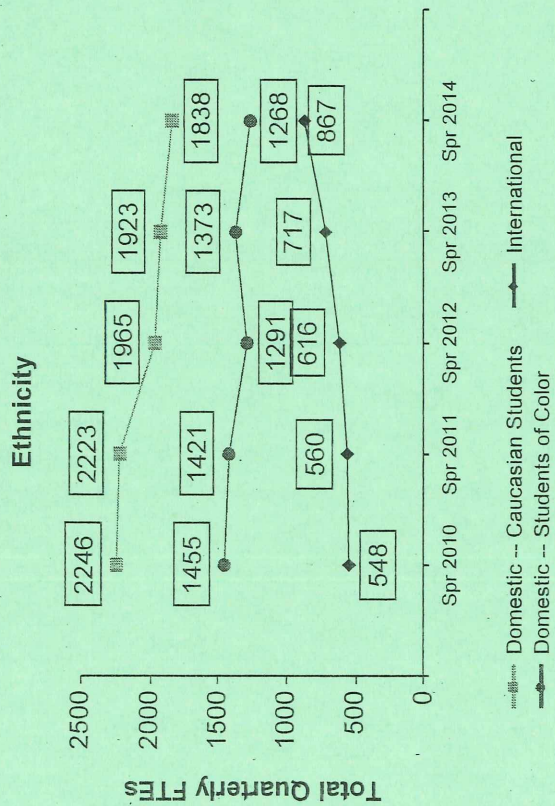 Ethnicity
Total Quarterly FTEs
2500
2000
1500
1000
500
0
2246
2223
1965
1923
1838
1455
1421
1291
1373
1268
548
560
616
717
867
Spr 2010
Spr 2011
Spr 2012
Spr 2013
Spr 2014
Domestic -- Caucasian Students
International
Domestic -- Students of Color